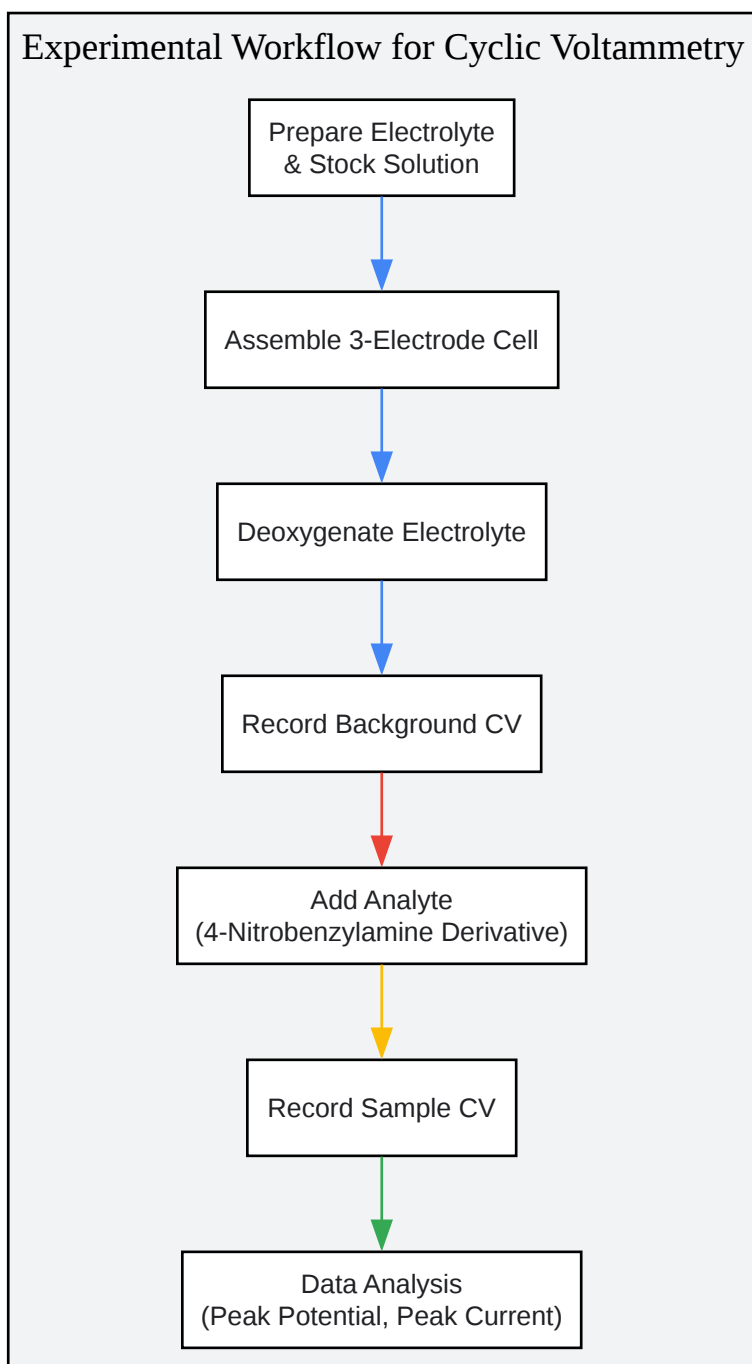 Experimental Workflow for Cyclic Voltammetry
Prepare Electrolyte
& Stock Solution
Assemble 3-Electrode Cell
Deoxygenate Electrolyte
Record Background CV
Add Analyte
(4-Nitrobenzylamine Derivative)
Record Sample CV
Data Analysis
(Peak Potential, Peak Current)